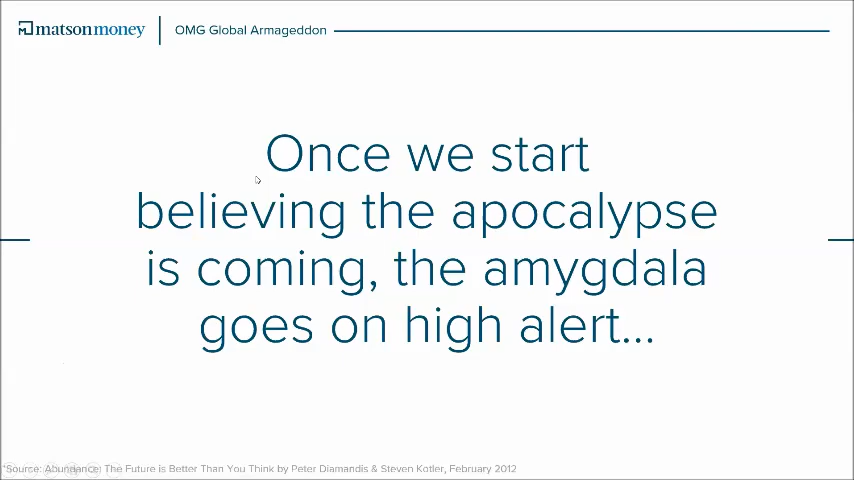 matsonmoney
OMG Global Armageddon
Once we start
believing the apocalypse
is coming, the amygdala
goes on high alert...
*Source: Abundance: The Future is Better Than You Think by Peter Diamandis & Steven Kotler, February 2012